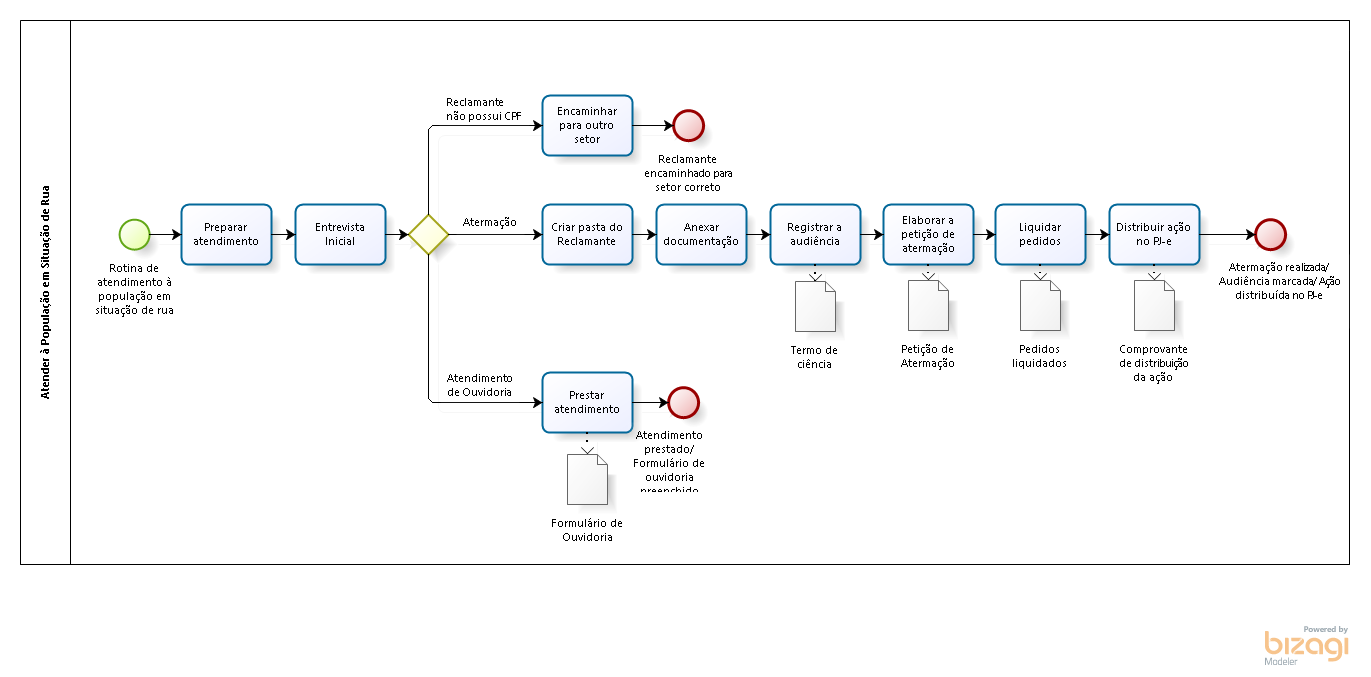 Atender à População em Situação de Rua
Rotina de
atendimento à
população em
situação de rua
Preparar
atendimento
Entrevista
Inicial
Reclamante
não possui CPF
Encaminhar
para outro
setor
Reclamante
encaminhado para
setor correto
Atermação
Criar pasta do
Reclamante
Anexar
documentação
Registrar a
audiência
Termo de
ciência
Elaborar a
petição de
atermação
Petição de
Atermação
Liquidar
pedidos
Pedidos
liquidados
Distribuir ação
no PJ-e
Comprovante
de distribuição
da ação
Atermação realizada/
Audiência marcada/Ação
distribuída no PJ-e
Atendimento
de Ouvidoria
Prestar
atendimento
Formulário de
Ouvidoria
Atendimento
prestado/
Formulário de
ouvidoria
preenchido
Powered by
bizagi
Modeler